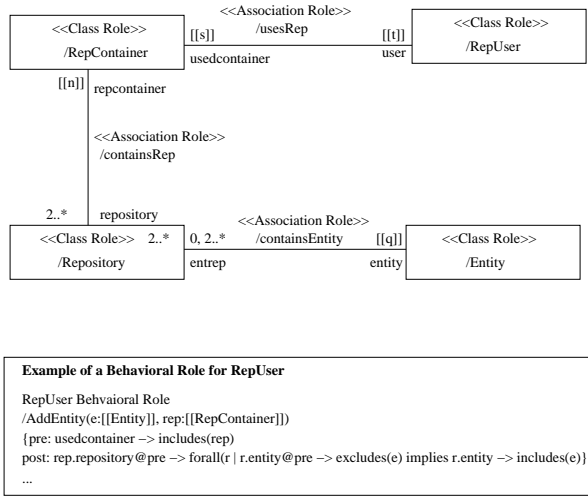 <<Association Role>>
/usesRep
<<Class Role>>
/RepContainer
[[s]]
usedcontainer
[[t]]
user
<<Class Role>>
/RepUser
[[n]]
repcontainer
<<Association Role>>
/containsRep
2..*
repository
<<Class Role>>
/Repository
2..*
0, 2..*
entrep
<<Association Role>>
/containsEntity
[[q]]
entity
<<Class Role>>
/Entity
Example of a Behavioral Role for RepUser
RepUser Behvaioral Role
/AddEntity(e:[[Entity]], rep:[[RepContainer]])
{pre: usedcontainer –> includes(rep)
post: rep.repository@pre –> forall(r | r.entity@pre –> excludes(e) implies r.entity –> includes(e)}
...